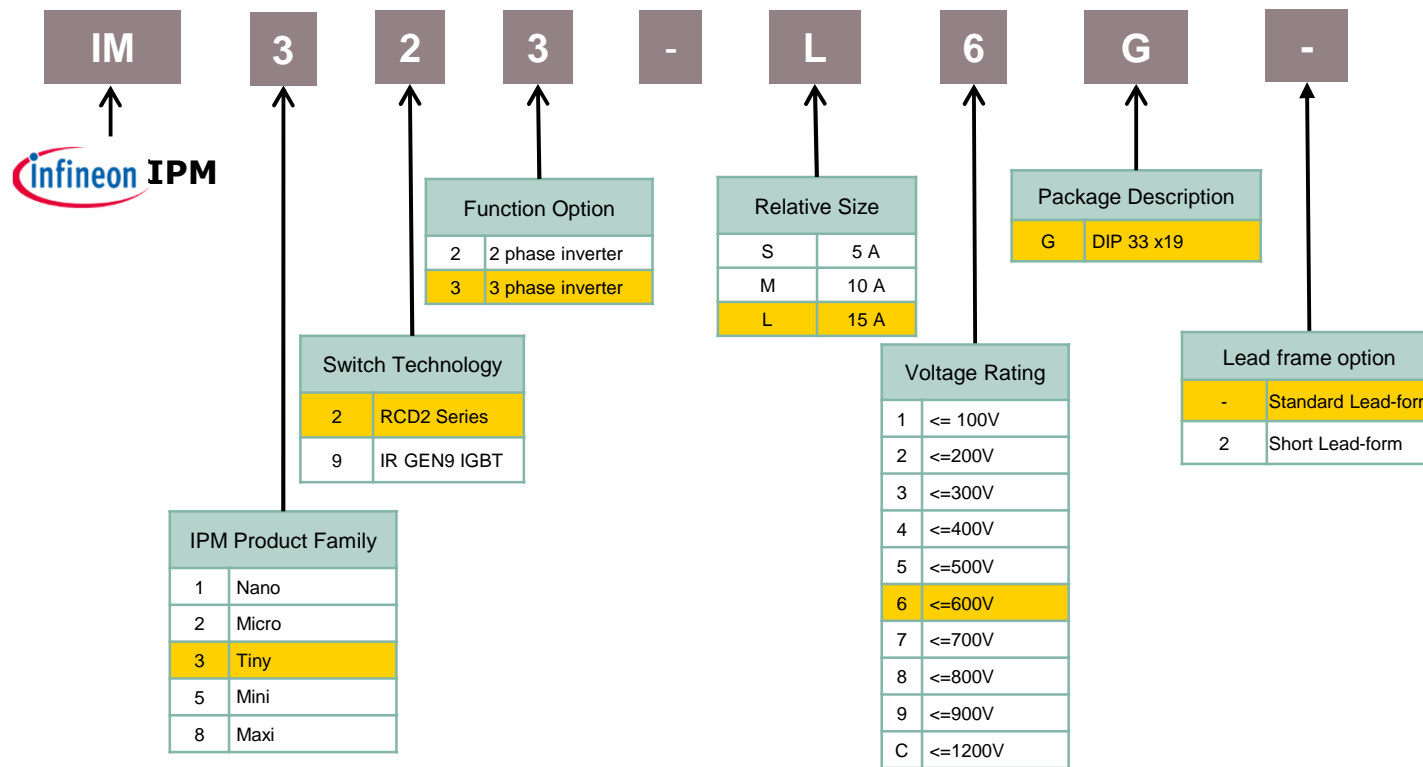 IM 3 2 3 - L 6 G -
infineon IPM
Function Option
2 2 phase inverter
3 3 phase inverter
Relative Size
S 5 A
M 10 A
L 15 A
Package Description
G DIP 33 x19
Switch Technology
2 RCD2 Series
9 IR GEN9 IGBT
Voltage Rating
1 <= 100V
2 <=200V
3 <=300V
4 <=400V
5 <=500V
6 <=600V
7 <=700V
8 <=800V
9 <=900V
C <=1200V
Lead frame option
- Standard Lead-form
2 Short Lead-form
IPM Product Family
1 Nano
2 Micro
3 Tiny
5 Mini
8 Maxi